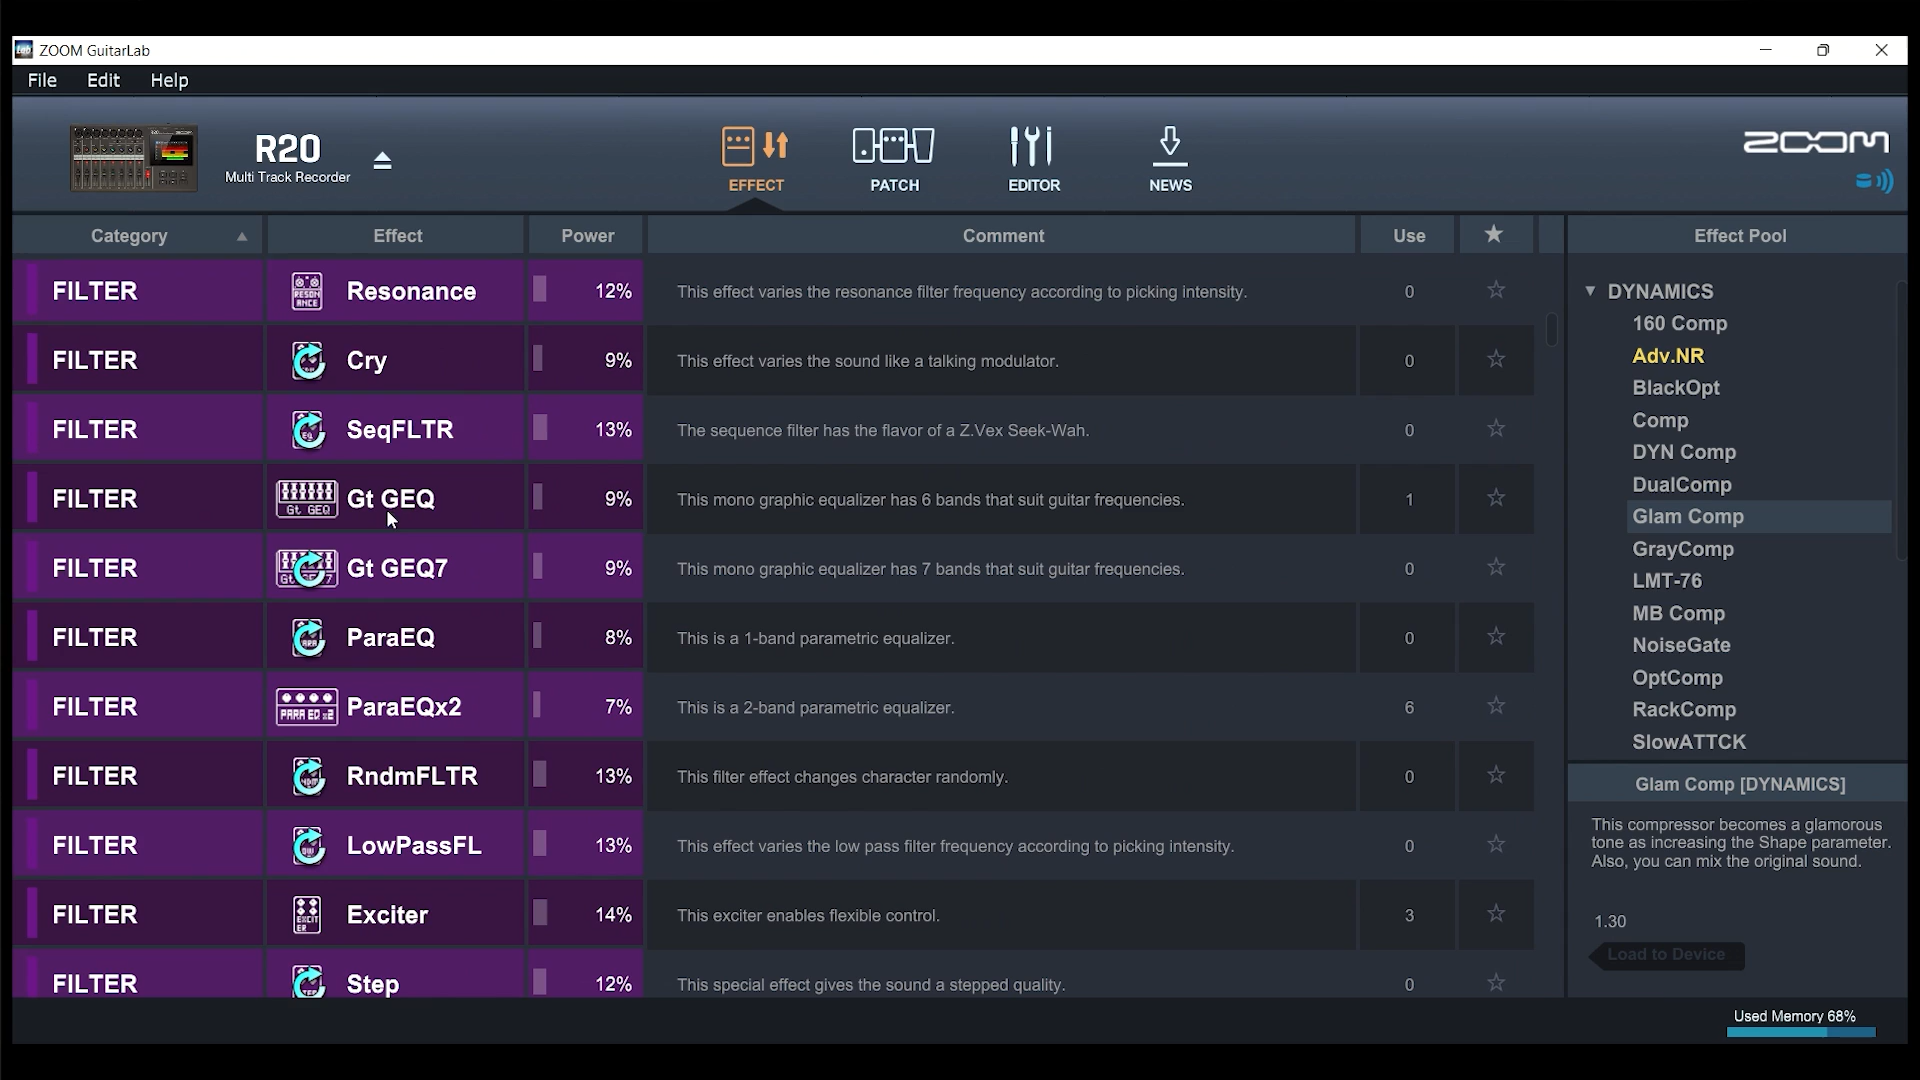 ZOOM GuitarLab
File Edit Help
R20
Multi Track Recorder
EFFECT PATCH EDITOR NEWS
ZOOM
Category Effect Power Comment Use ★ Effect Pool
FILTER Resonance 12% This effect varies the resonance filter frequency according to picking intensity. 0
FILTER Cry 9% This effect varies the sound like a talking modulator. 0
FILTER SeqFLTR 13% The sequence filter has the flavor of a Z.Vex Seek-Wah. 0
FILTER Gt GEQ 9% This mono graphic equalizer has 6 bands that suit guitar frequencies. 1
FILTER Gt GEQ7 9% This mono graphic equalizer has 7 bands that suit guitar frequencies. 0
FILTER ParaEQ 8% This is a 1-band parametric equalizer. 0
FILTER ParaEQx2 7% This is a 2-band parametric equalizer. 6
FILTER RndmFLTR 13% This filter effect changes character randomly. 0
FILTER LowPassFL 13% This effect varies the low pass filter frequency according to picking intensity. 0
FILTER Exciter 14% This exciter enables flexible control. 3
FILTER Step 12% This special effect gives the sound a stepped quality. 0
DYNAMICS
160 Comp
Adv.NR
BlackOpt
Comp
DYN Comp
DualComp
Glam Comp
GrayComp
LMT-76
MB Comp
NoiseGate
OptComp
RackComp
SlowATTCK
Glam Comp [DYNAMICS]
This compressor becomes a glamorous
tone as increasing the Shape parameter.
Also, you can mix the original sound.
1.30
Load to Device
Used Memory 68%